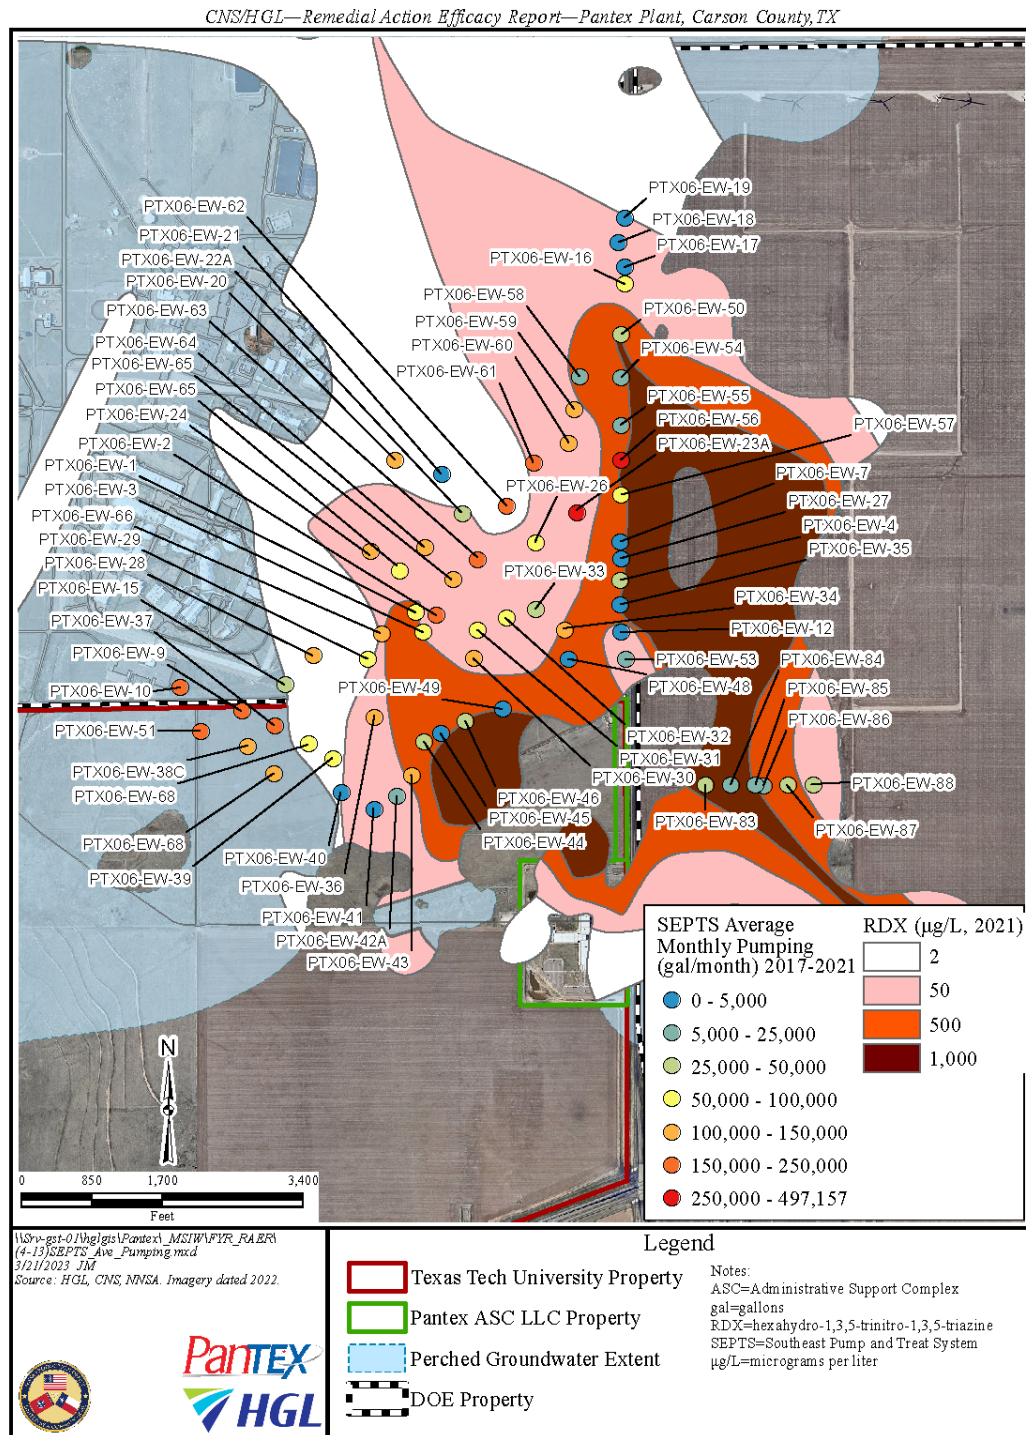 CNS/HGL—Remedial Action Efficacy Report—Pantex Plant, Carson County,TX
PTX06-EW-19
PTX06-EW-18
PTX06-EW-17
PTX06-EW-16
PTX06-EW-62
PTX06-EW-21
PTX06-EW-22A
PTX06-EW-20
PTX06-EW-63
PTX06-EW-64
PTX06-EW-65
PTX06-EW-65
PTX06-EW-24
PTX06-EW-2
PTX06-EW-1
PTX06-EW-3
PTX06-EW-66
PTX06-EW-29
PTX06-EW-28
PTX06-EW-15
PTX06-EW-37
PTX06-EW-9
PTX06-EW-10
PTX06-EW-51
PTX06-EW-38C
PTX06-EW-68
PTX06-EW-68
PTX06-EW-39
PTX06-EW-58
PTX06-EW-59
PTX06-EW-60
PTX06-EW-61
PTX06-EW-26
PTX06-EW-33
PTX06-EW-50
PTX06-EW-54
PTX06-EW-55
PTX06-EW-56
PTX06-EW-23A
PTX06-EW-57
PTX06-EW-7
PTX06-EW-27
PTX06-EW-4
PTX06-EW-35
PTX06-EW-34
PTX06-EW-12
PTX06-EW-53
PTX06-EW-84
PTX06-EW-85
PTX06-EW-86
PTX06-EW-48
PTX06-EW-49
PTX06-EW-32
PTX06-EW-31
PTX06-EW-30
PTX06-EW-46
PTX06-EW-45
PTX06-EW-44
PTX06-EW-88
PTX06-EW-83
PTX06-EW-87
PTX06-EW-40
PTX06-EW-36
PTX06-EW-41
PTX06-EW-42A
PTX06-EW-43
SEPTS Average
Monthly Pumping
(gal/month) 2017-2021
0 - 5,000
5,000 - 25,000
25,000 - 50,000
50,000 - 100,000
100,000 - 150,000
150,000 - 250,000
250,000 - 497,157
RDX (µg/L, 2021)
2
50
500
1,000
N
0 850 1,700 3,400
Feet
\\Srv-gst-01\hglgis\Pantex\_MSIW\FYR_RAER\
(4-13)SEPTS_Ave_Pumping.mxd
3/21/2023 JM
Source: HGL, CNS, NNSA. Imagery dated 2022.
PanTEX
HGL
Legend
Texas Tech University Property
Pantex ASC LLC Property
Perched Groundwater Extent
DOE Property
Notes:
ASC=Administrative Support Complex
gal=gallons
RDX=hexahydro-1,3,5-trinitro-1,3,5-triazine
SEPTS=Southeast Pump and Treat System
µg/L=micrograms per liter